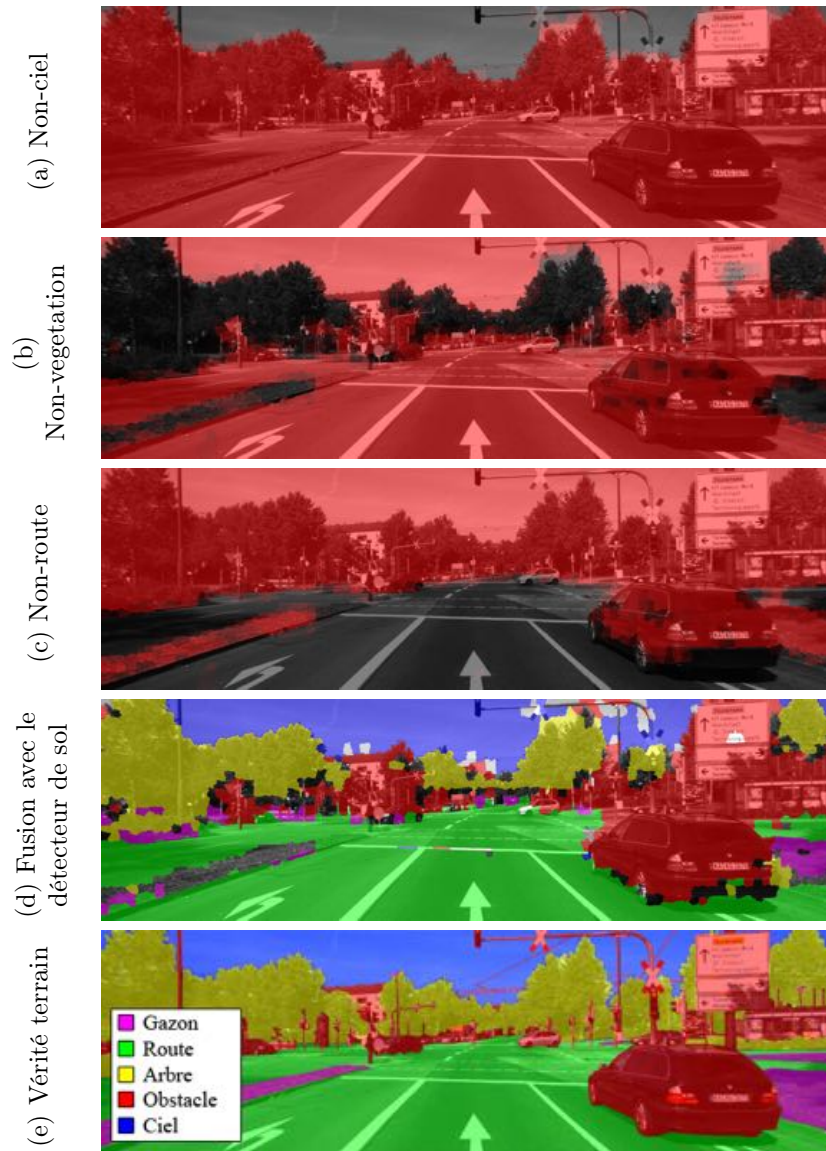 (a) Non-ciel
(b)
Non-vegetation
(c) Non-route
(d) Fusion avec le
détecteur de sol
(e) Vérité terrain
Gazon
Route
Arbre
Obstacle
Ciel